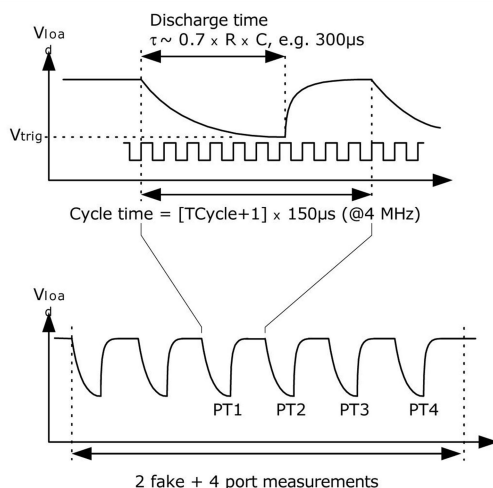 Discharge time
τ~ 0.7 x R x C, e.g. 300µs
Vloa
d
Vtrig
Cycle time = [TCycle+1] x 150µs (@4 MHz)
Vloa
d
PT1 PT2 PT3 PT4
2 fake + 4 port measurements